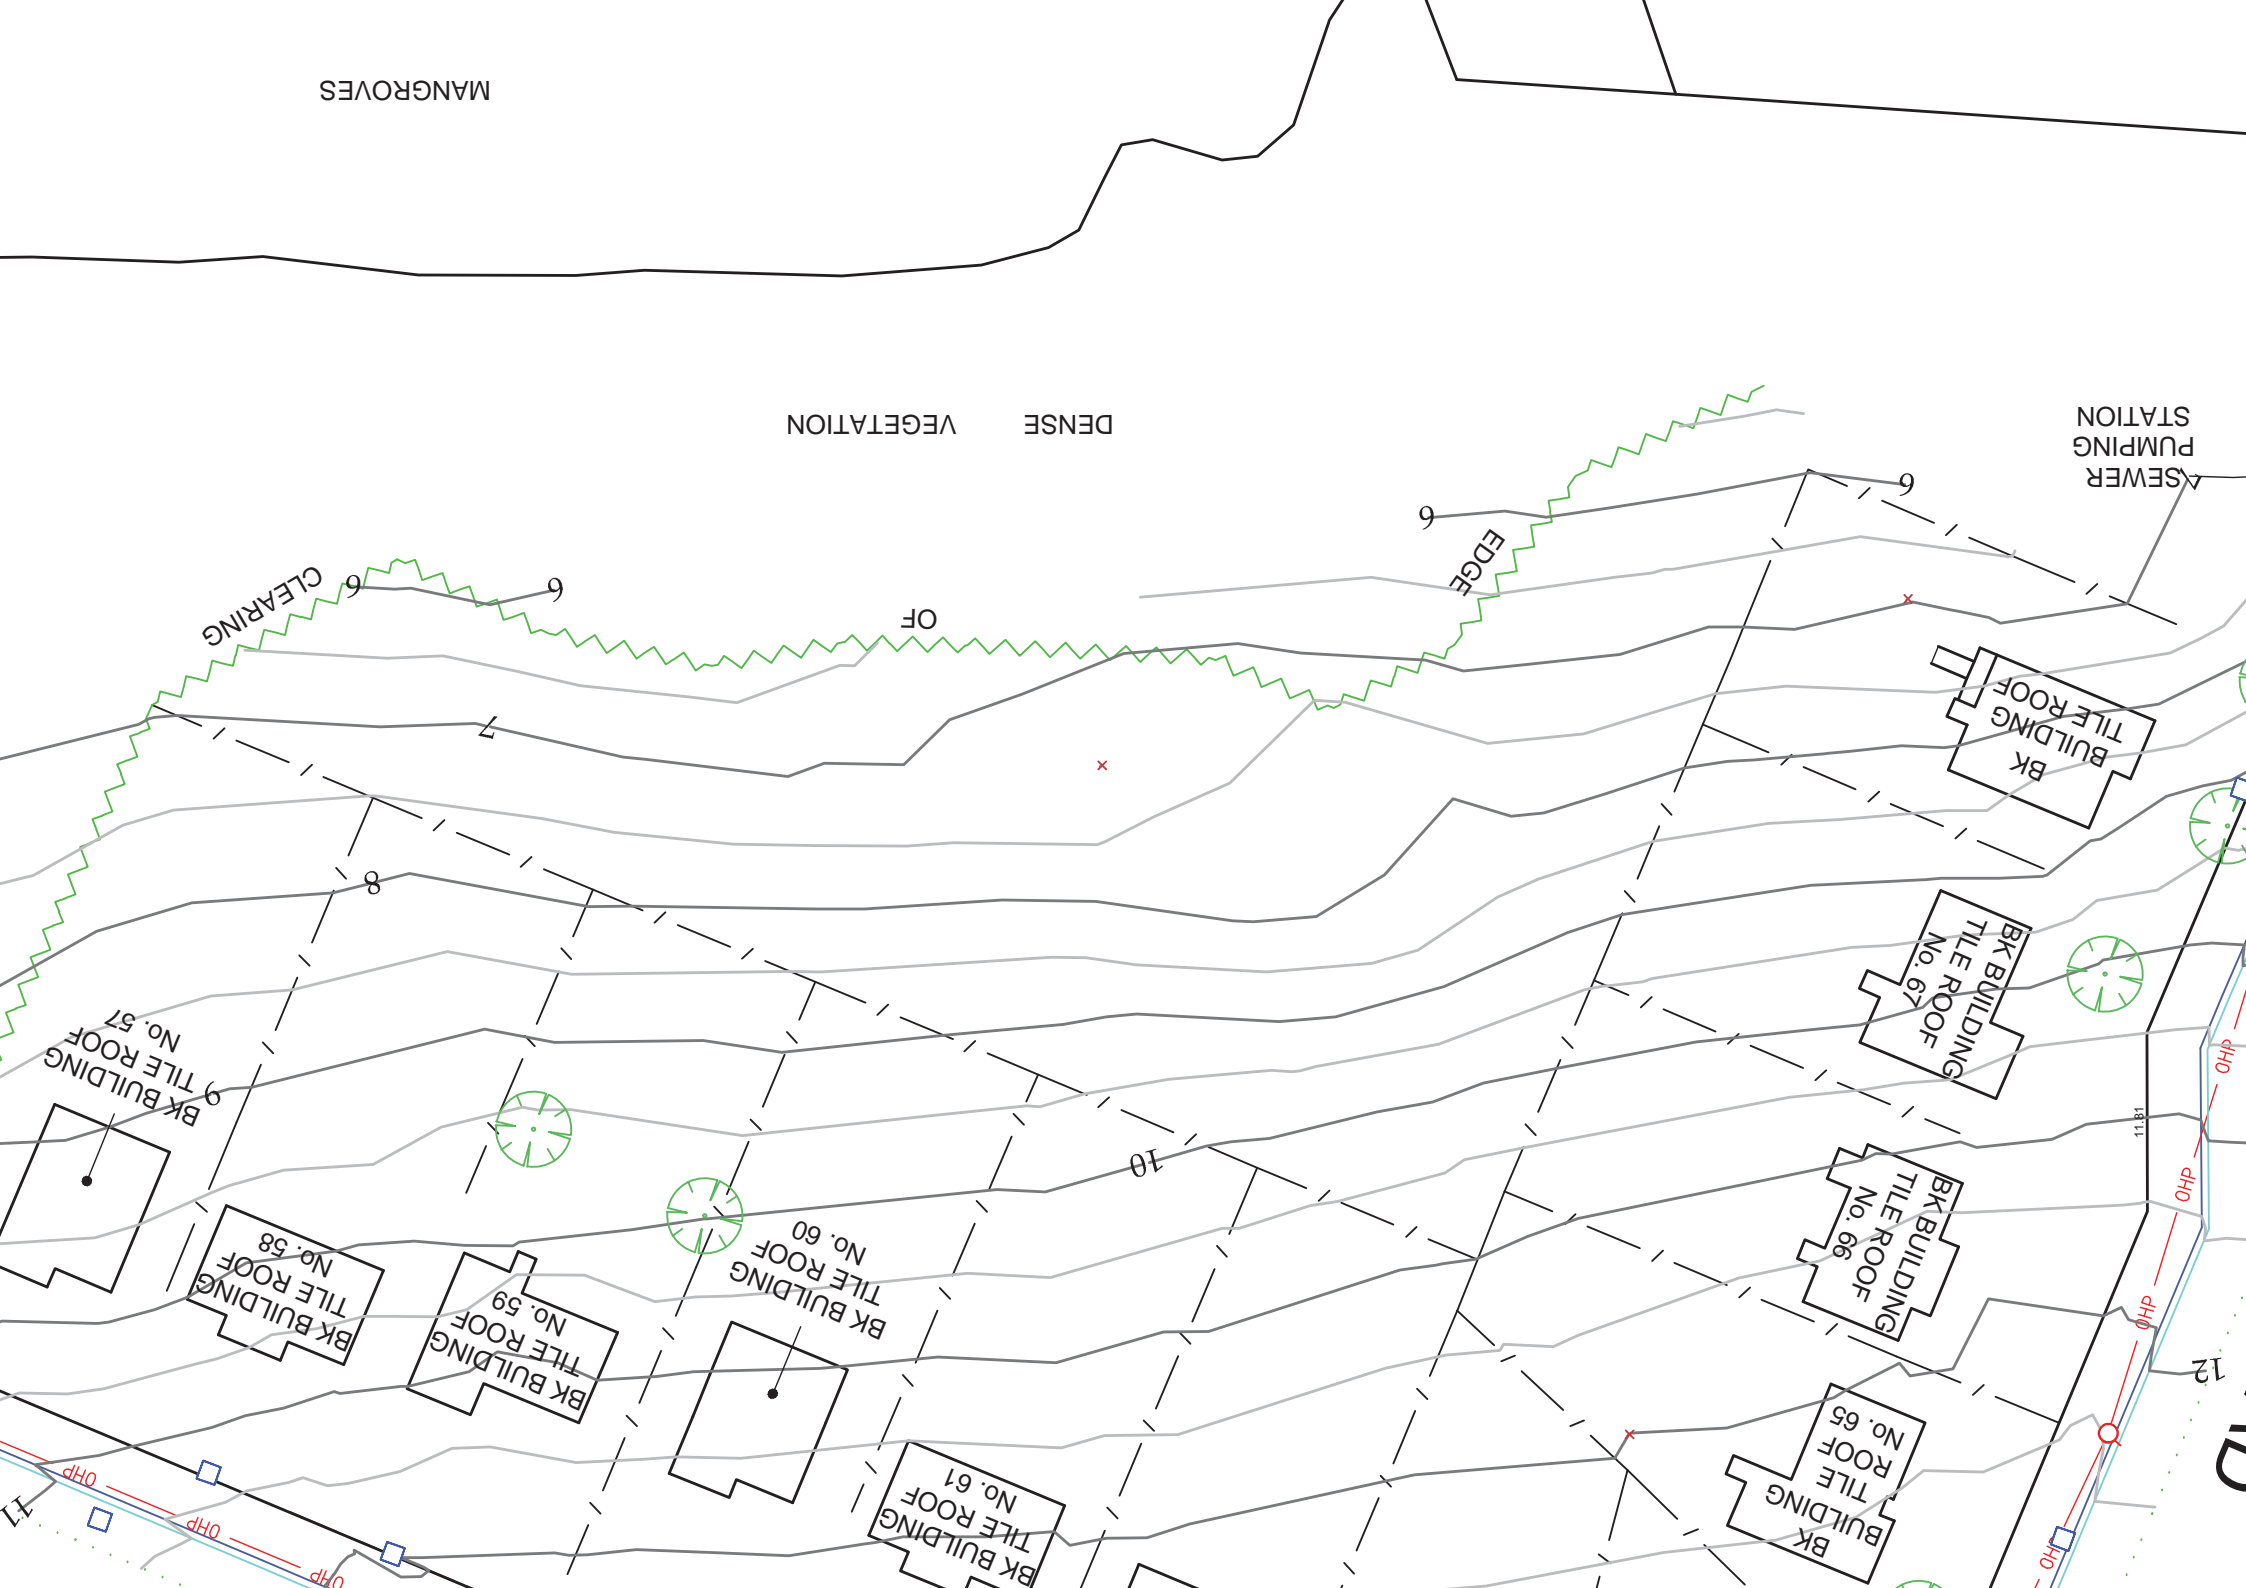 MANGROVES
DENSE VEGETATION
SEWER
PUMPING
STATION
7
6
6
EDGE
OF
CLEARING
6
6
7
8
9
10
11
12
11.81
BK
BUILDING
TILE ROOF
BK BUILDING
TILE ROOF
No. 67
BK BUILDING
TILE ROOF
No. 66
BK
BUILDING
TILE
ROOF
No. 65
BK BUILDING
TILE ROOF
No. 61
BK BUILDING
TILE ROOF
No. 60
BK BUILDING
TILE ROOF
No. 59
BK BUILDING
TILE ROOF
No. 58
BK BUILDING
TILE ROOF
No. 57
OHP
OHP
OHP
OHP
OHP
OHP
OHP